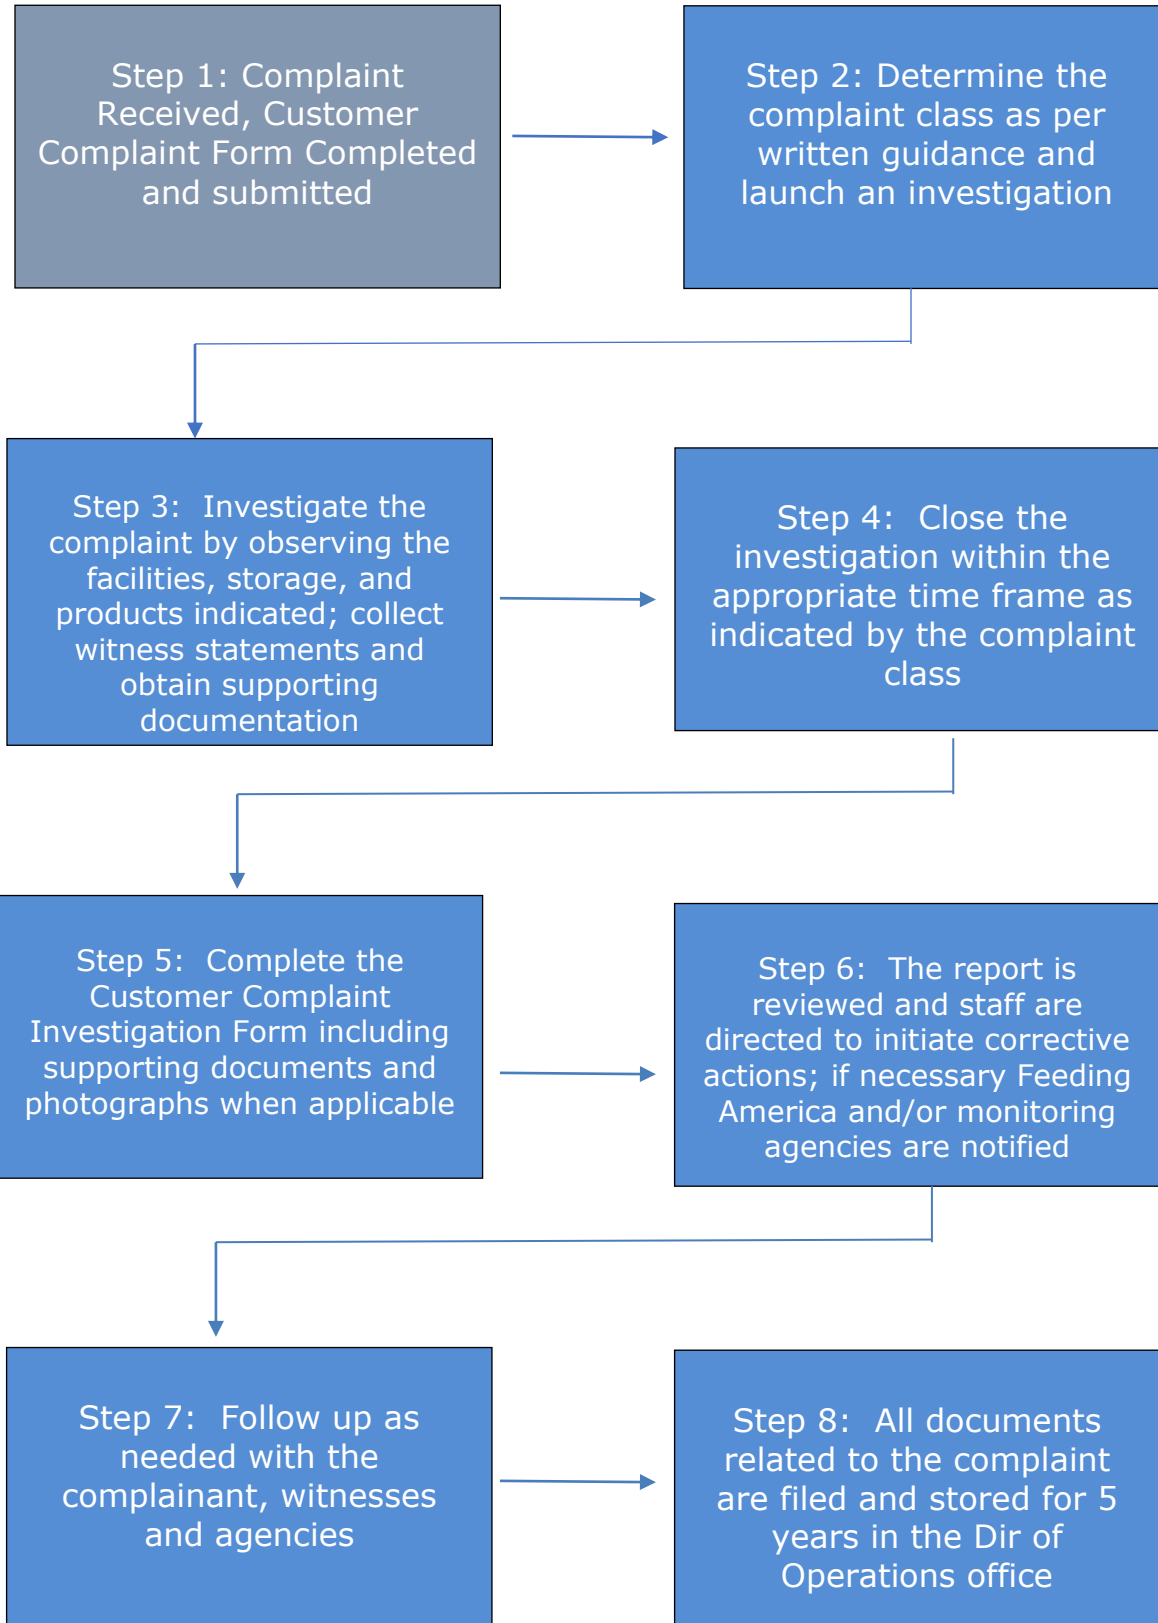 Step 1: Complaint
Received, Customer
Complaint Form Completed
and submitted
Step 2: Determine the
complaint class as per
written guidance and
launch an investigation
Step 3:  Investigate the
complaint by observing the
facilities, storage, and
products indicated; collect
witness statements and
obtain supporting
documentation
Step 4:  Close the
investigation within the
appropriate time frame as
indicated by the complaint
class
Step 5:  Complete the
Customer Complaint
Investigation Form including
supporting documents and
photographs when applicable
Step 6:  The report is
reviewed and staff are
directed to initiate corrective
actions; if necessary Feeding
America and/or monitoring
agencies are notified
Step 7:  Follow up as
needed with the
complainant, witnesses
and agencies
Step 8:  All documents
related to the complaint
are filed and stored for 5
years in the Dir of
Operations office